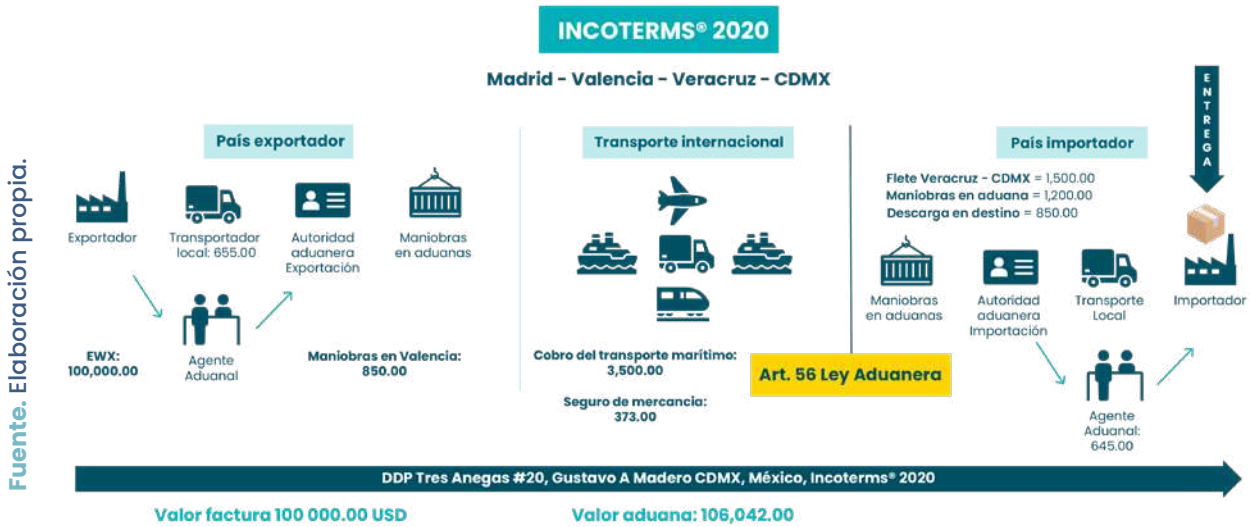 INCOTERMS® 2020
Madrid - Valencia - Veracruz - CDMX
ENTREGA
País exportador
Transporte internacional
País importador
Flete Veracruz - CDMX = 1,500.00
Maniobras en aduana = 1,200.00
Descarga en destino = 850.00
Exportador
Transportador
local: 655.00
Autoridad
aduanera
Exportación
Maniobras
en aduanas
Maniobras
en aduanas
Autoridad
aduanera
Importación
Transporte
Local
Importador
EWX:
100,000.00
Agente
Aduanal
Maniobras en Valencia:
850.00
Cobro del transporte marítimo:
3,500.00
Seguro de mercancia:
373.00
Art. 56 Ley Aduanera
Agente
Aduanal:
645.00
DDP Tres Anegas #20, Gustavo A Madero CDMX, México, Incoterms® 2020
Valor factura 100 000.00 USD
Valor aduana: 106,042.00
Fuente. Elaboración propia.